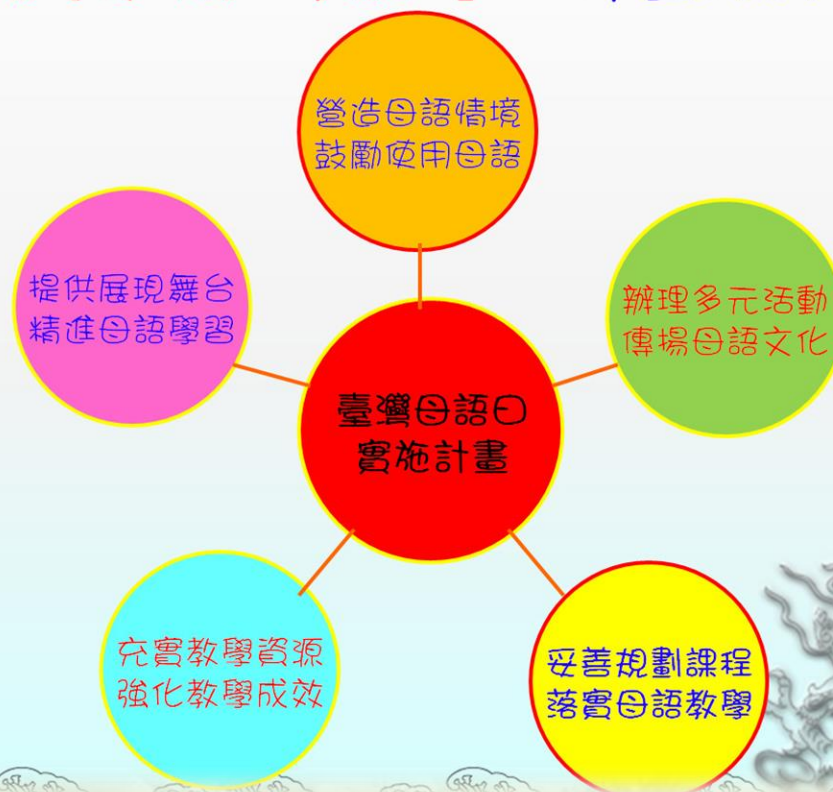 營造母語情境
鼓勵使用母語
提供展現舞台
精進母語學習
辦理多元活動
傳揚母語文化
臺灣母語日
實施計畫
充實教學資源
強化教學成效
妥善規劃課程
落實母語教學